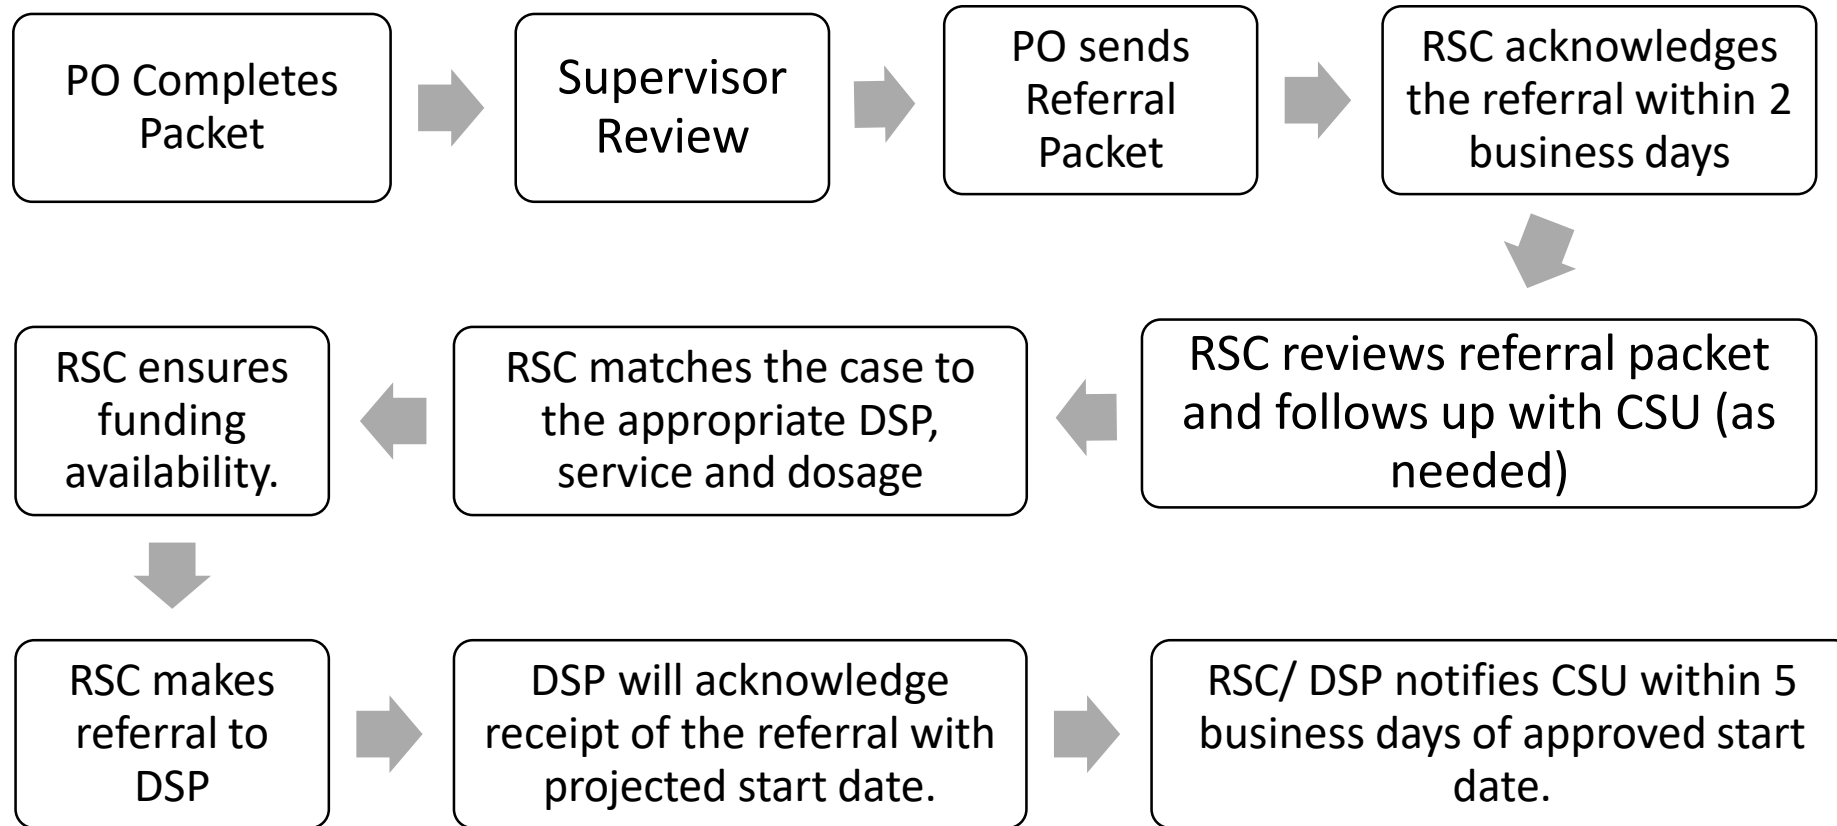 PO Completes
Packet
Supervisor
Review
PO sends
Referral
Packet
RSC acknowledges
the referral within 2
business days
RSC reviews referral packet
and follows up with CSU (as
needed)
RSC matches the case to
the appropriate DSP,
service and dosage
RSC ensures
funding
availability.
RSC makes
referral to
DSP
DSP will acknowledge
receipt of the referral with
projected start date.
RSC/ DSP notifies CSU within 5
business days of approved start
date.